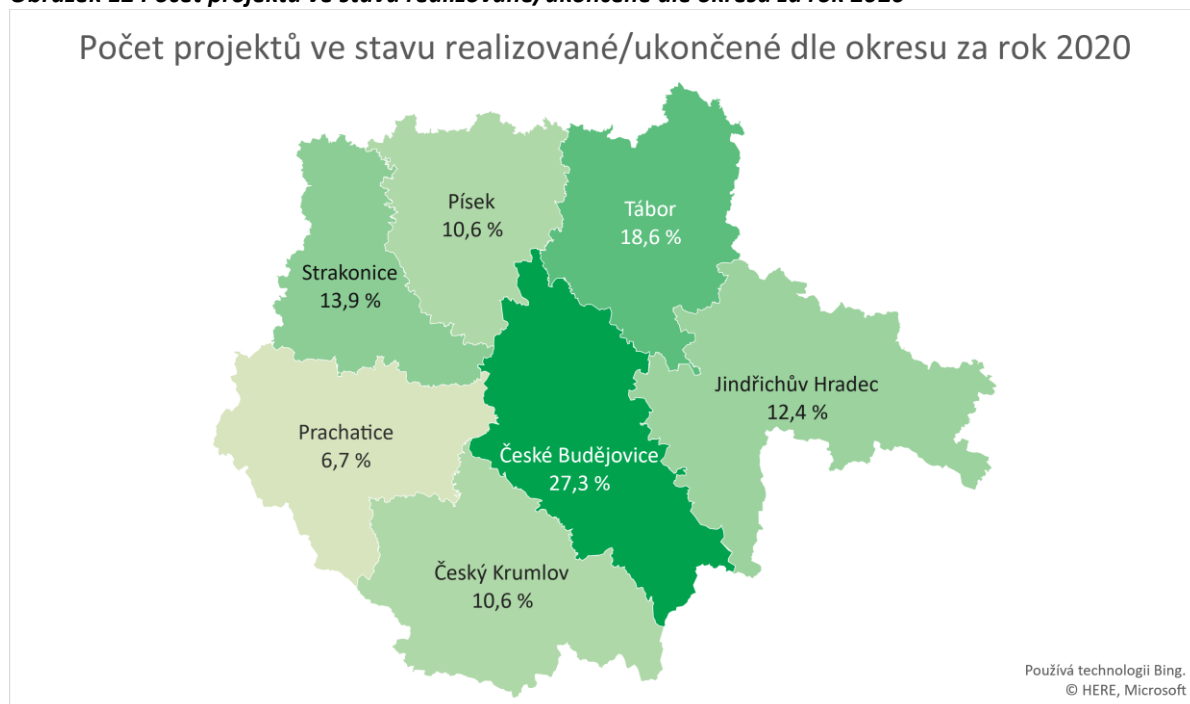 Počet projektů ve stavu realizované/ukončené dle okresu za rok 2020
Písek
10,6 %
Tábor
18,6 %
Strakonice
13,9 %
Jindřichův Hradec
12,4 %
Prachatice
6,7 %
České Budějovice
27,3 %
Český Krumlov
10,6 %
Používá technologii Bing.
© HERE, Microsoft